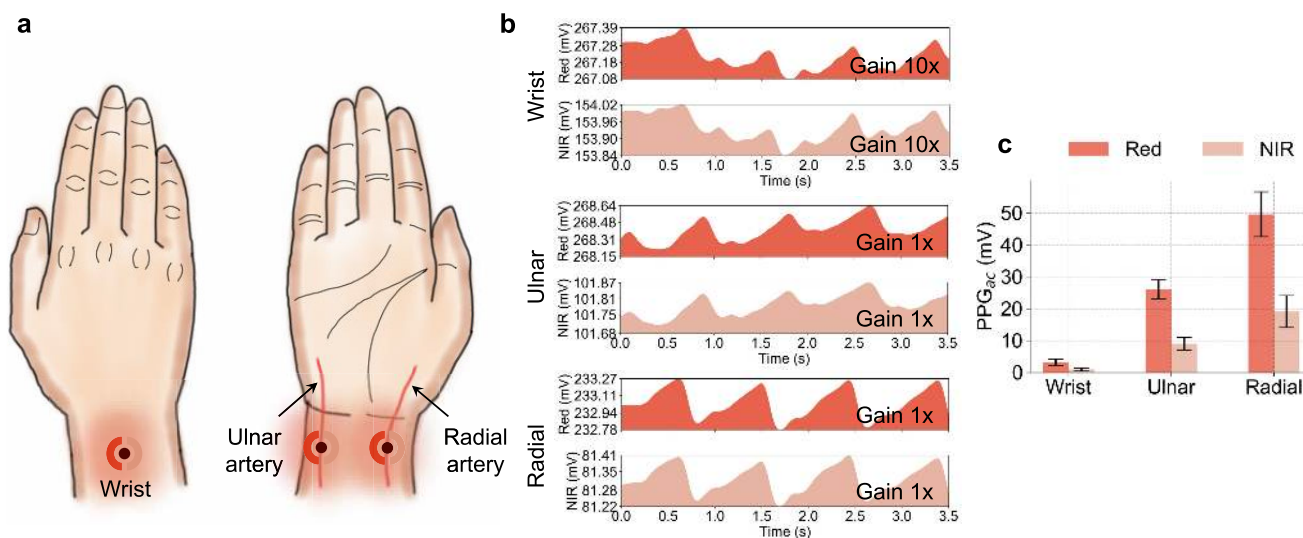 a
Ulnar
artery
Radial
artery
Wrist
b
Wrist
Red (mV)
267.39
267.28
267.18
267.08
Gain 10x
NIR (mV)
154.02
153.96
153.90
153.84
Gain 10x
0.0 0.5 1.0 1.5 2.0 2.5 3.0 3.5
Time (s)
Ulnar
Red (mV)
268.64
268.48
268.31
268.15
Gain 1x
NIR (mV)
101.87
101.81
101.75
101.68
Gain 1x
0.0 0.5 1.0 1.5 2.0 2.5 3.0 3.5
Time (s)
Radial
Red (mV)
233.27
233.11
232.94
232.78
Gain 1x
NIR (mV)
81.41
81.35
81.28
81.22
Gain 1x
0.0 0.5 1.0 1.5 2.0 2.5 3.0 3.5
Time (s)
c
Red NIR
PPGac (mV)
50
40
30
20
10
0
Wrist Ulnar Radial